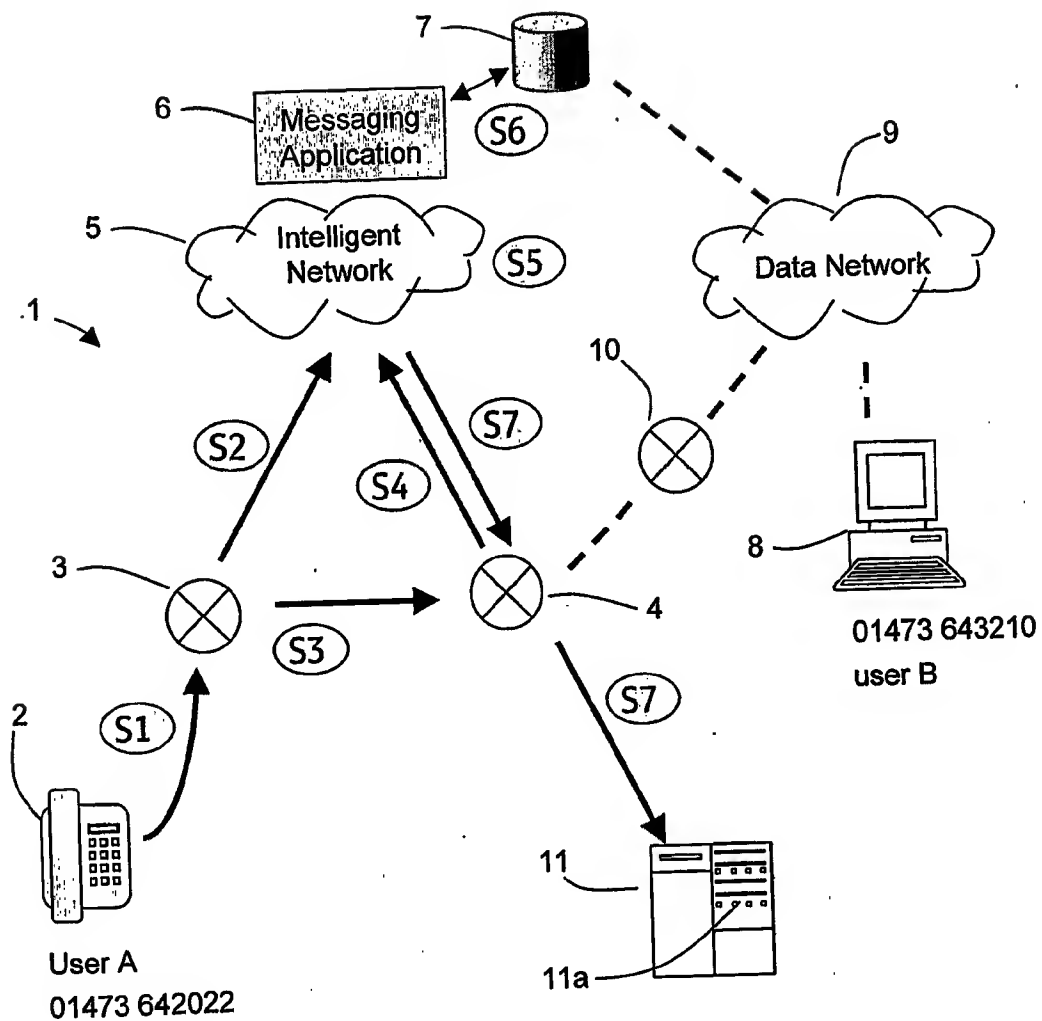 7
6
Messaging
Application
S6
9
5
Intelligent
Network
S5
Data Network
1
10
S2
S7
S4
3
8
4
S3
01473 643210
user B
2
S1
S7
11
11a
User A
01473 642022